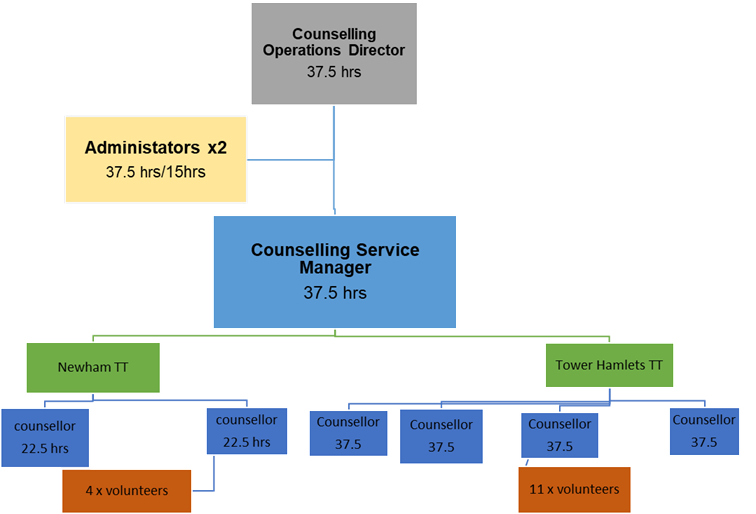 Counselling
Operations Director
37.5 hrs
Administators x2
37.5 hrs/15hrs
Counselling Service
Manager
37.5 hrs
Newham TT
Tower Hamlets TT
counsellor
22.5 hrs
counsellor
22.5 hrs
Counsellor
37.5
Counsellor
37.5
Counsellor
37.5
Counsellor
37.5
4 x volunteers
11 x volunteers